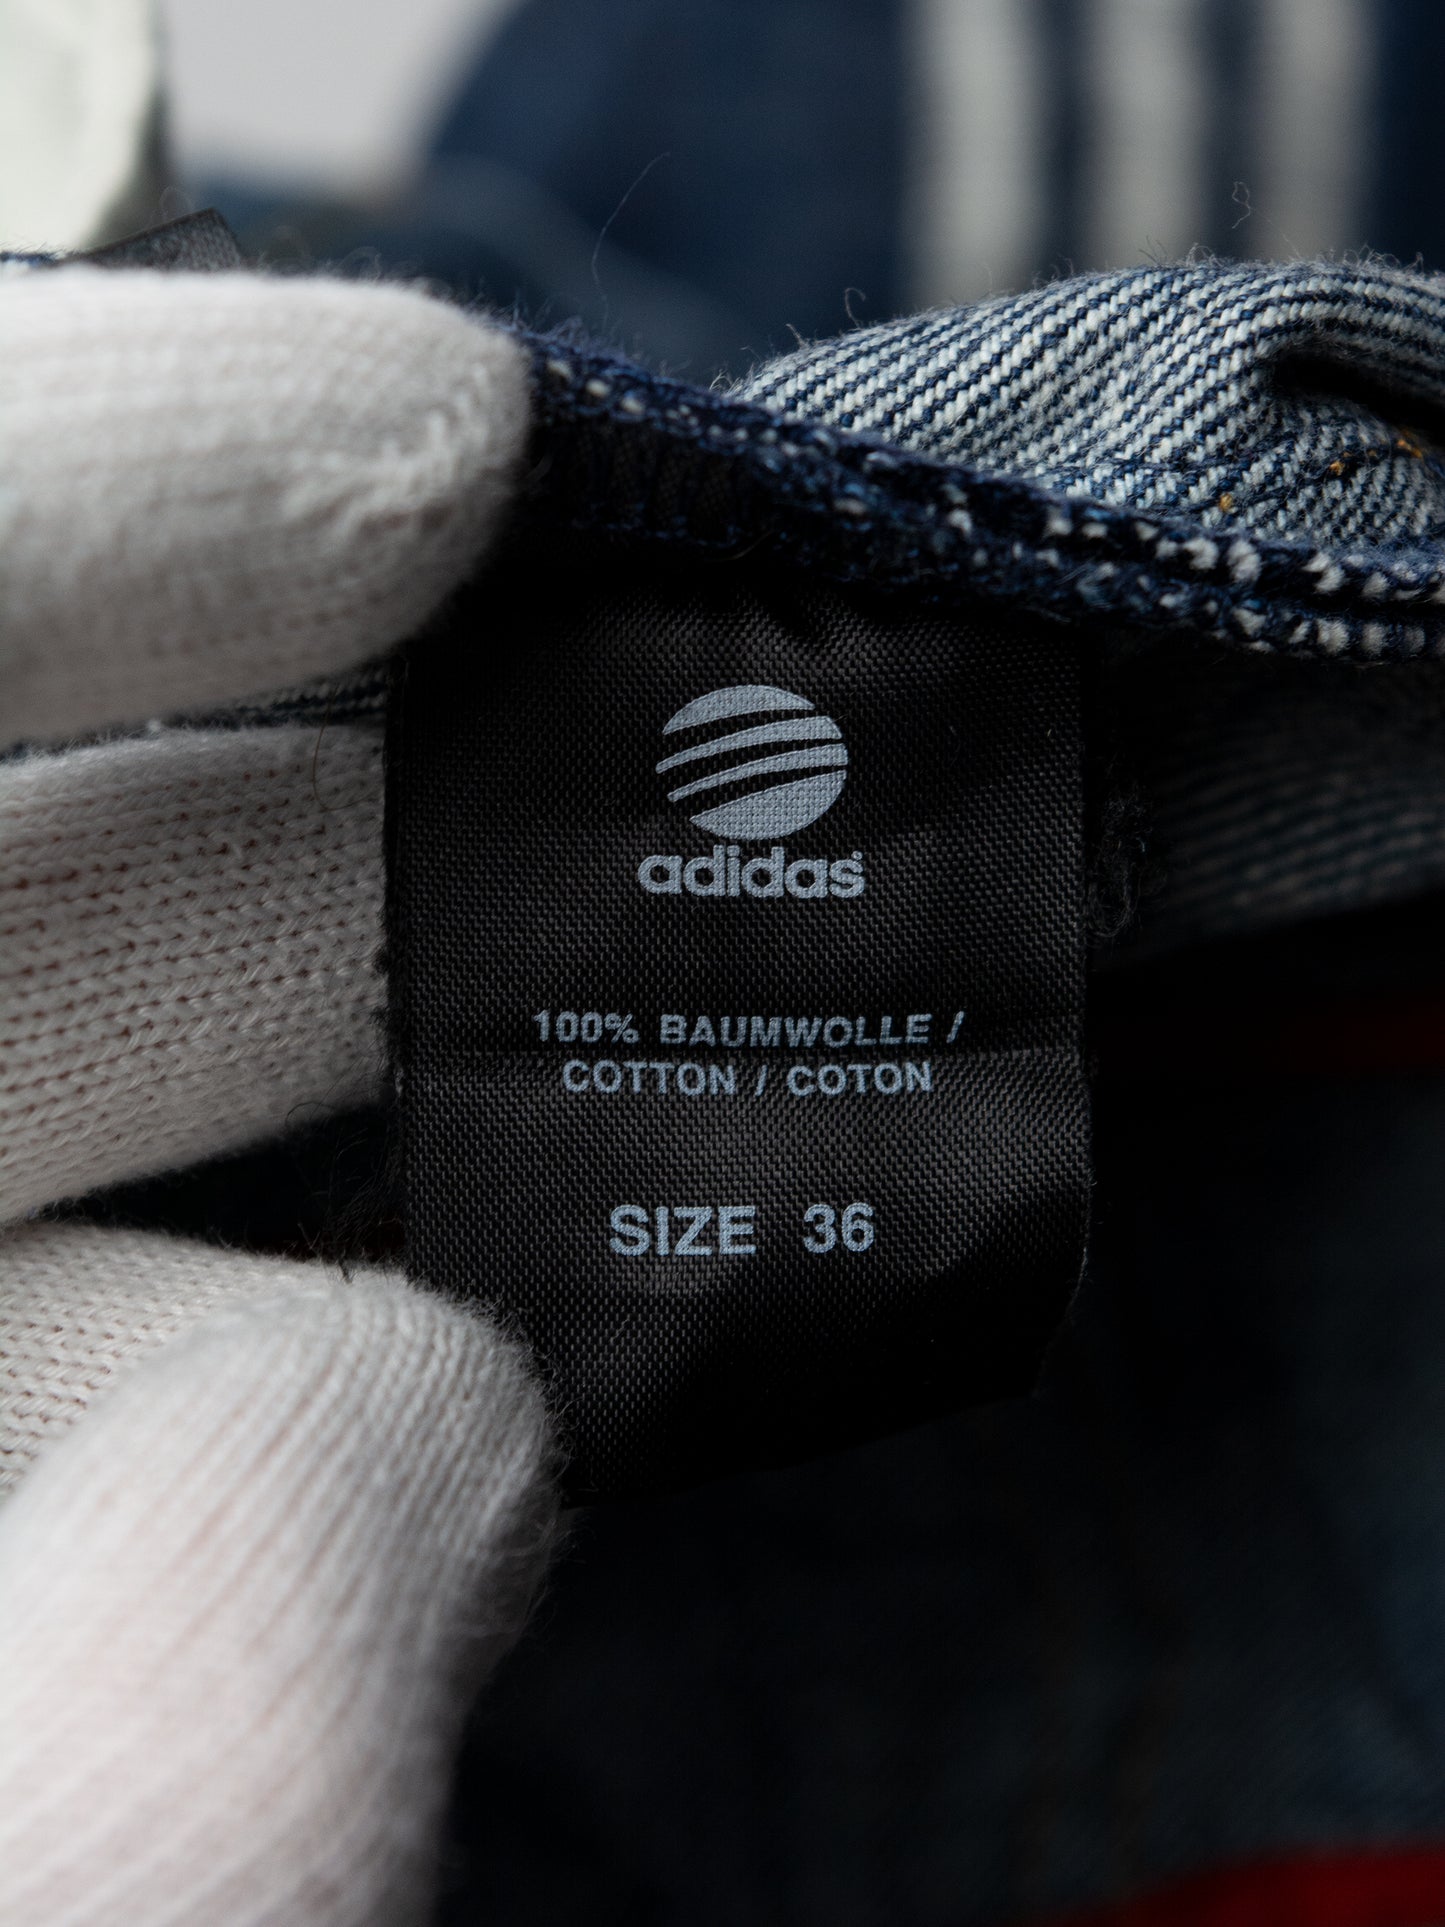 adidas
100% BAUMWOLLE /
COTTON / COTON
SIZE 36